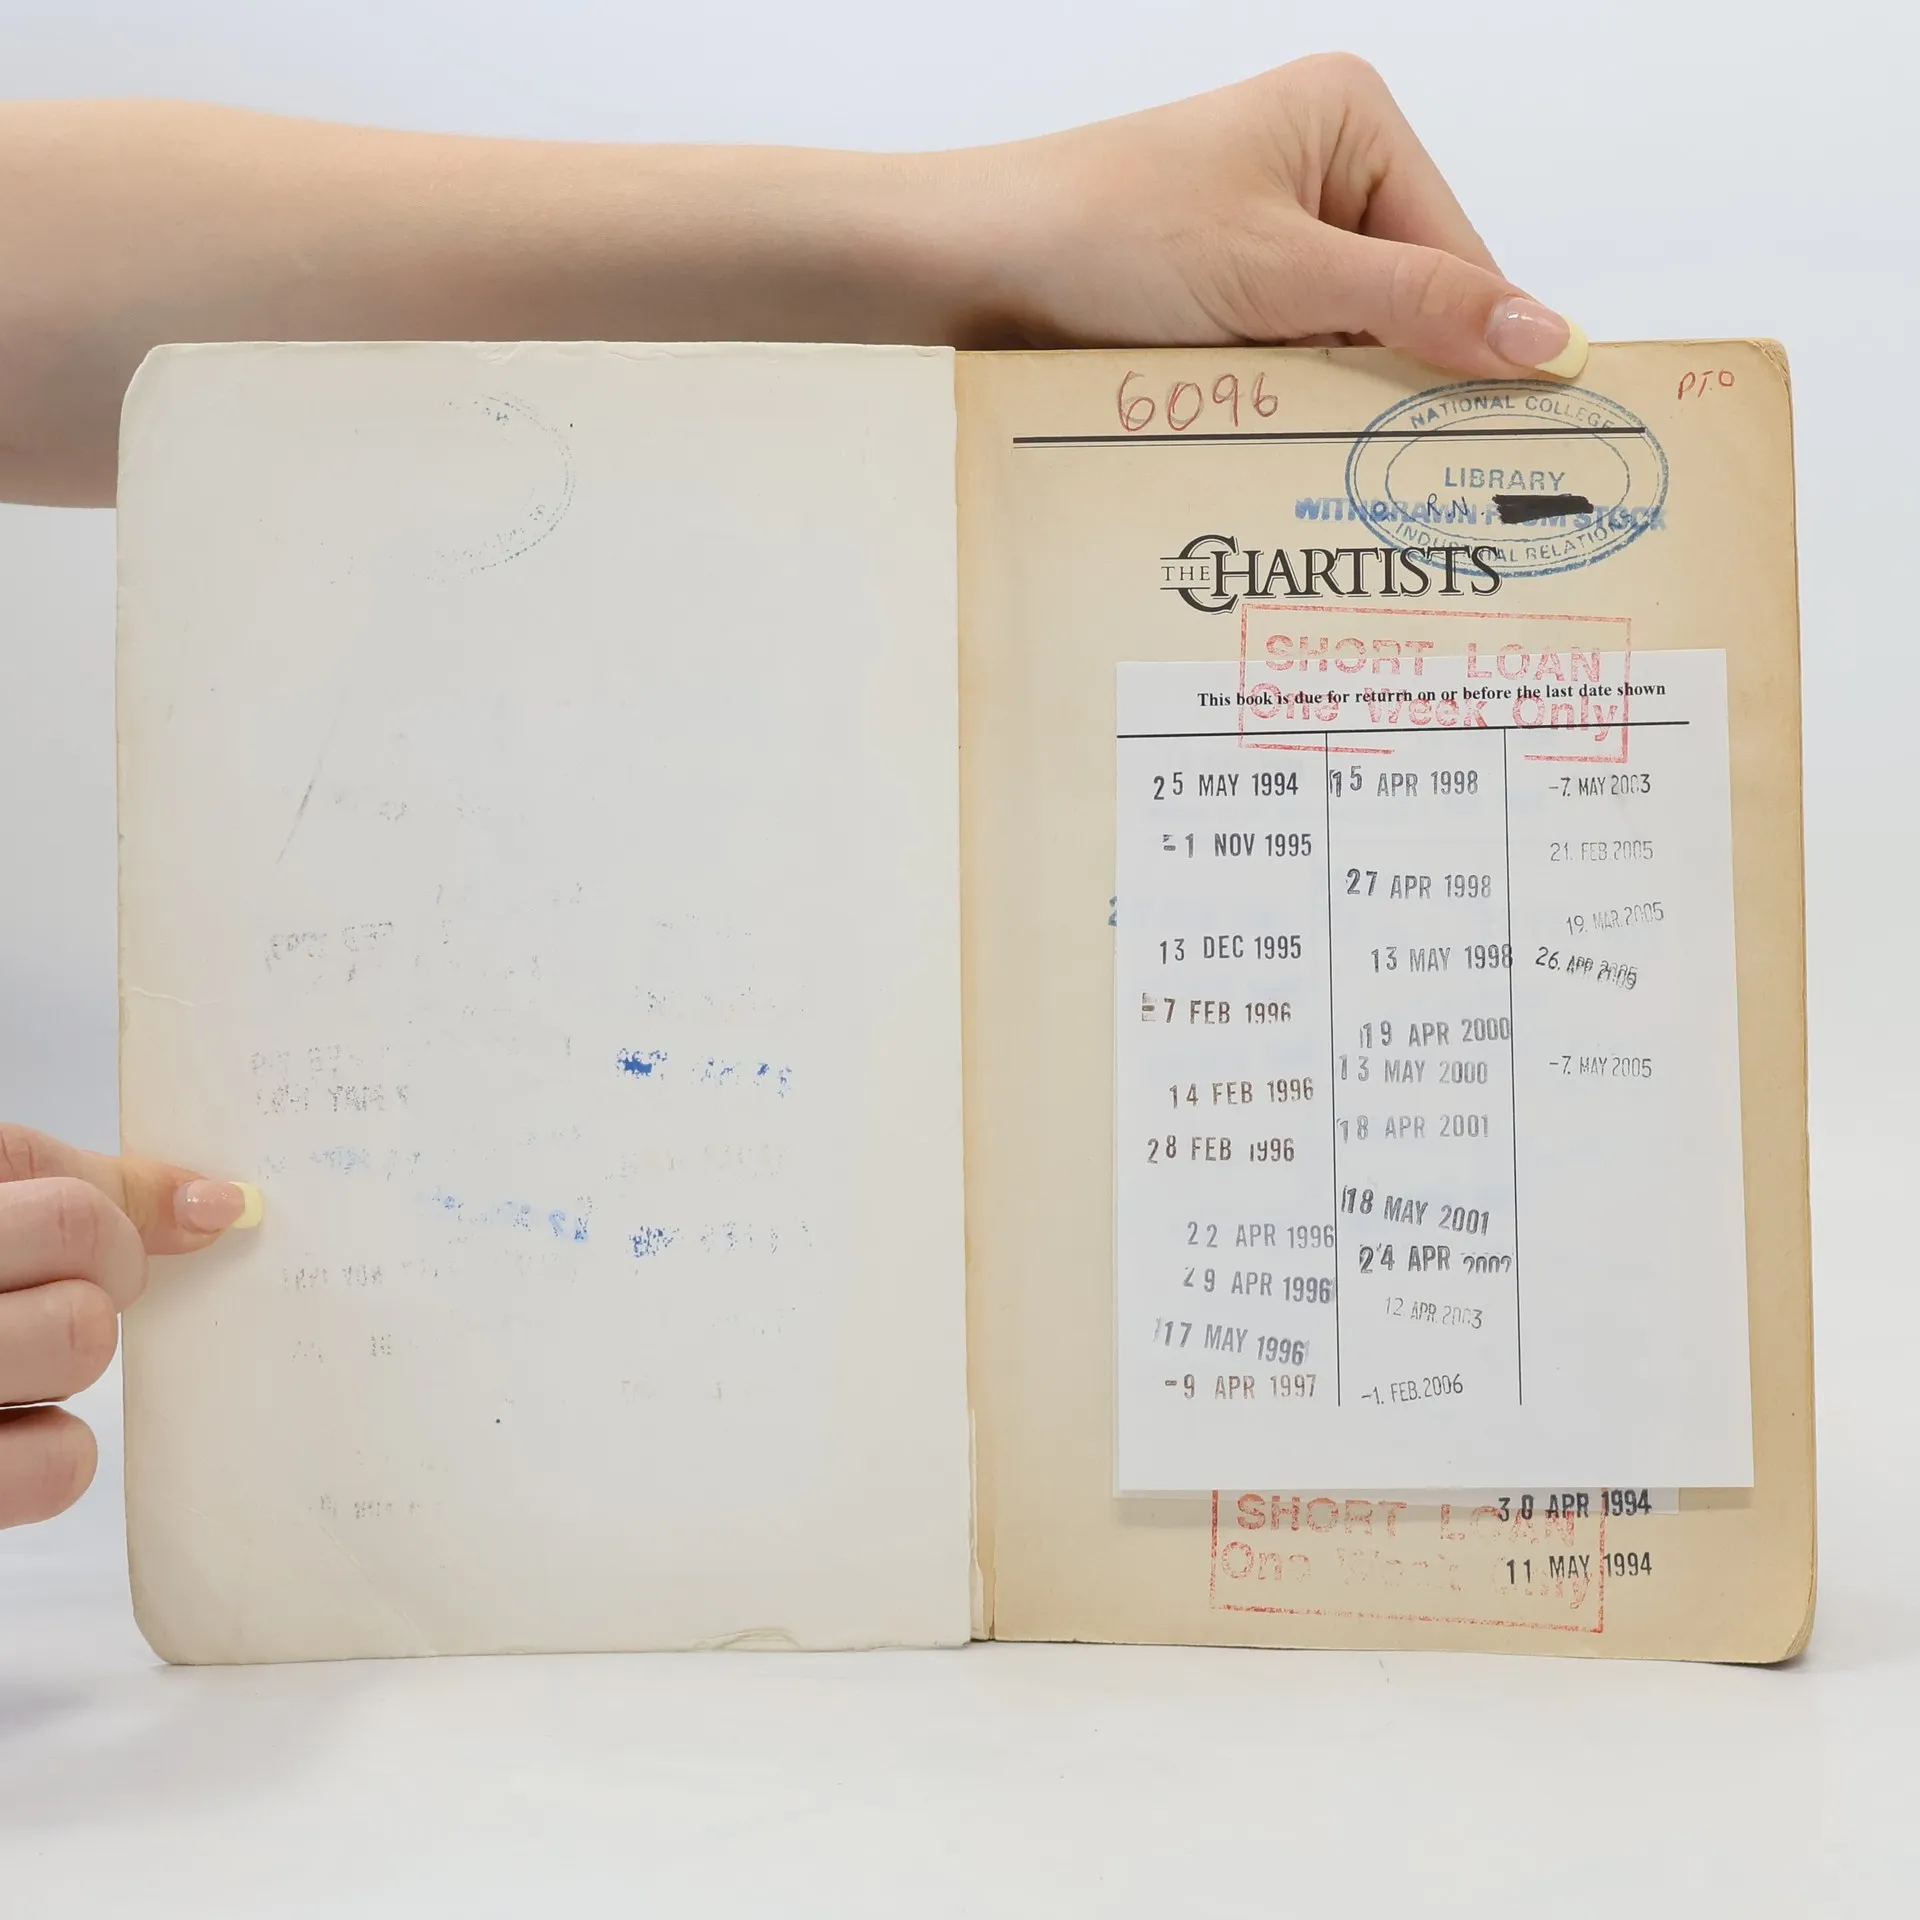 6096
P.T.O
NATIONAL COLLEGE
LIBRARY
R.N.
WITHDRAWN FROM STOCK
INDUSTRIAL RELATIONS
THE CHARTISTS
SHORT LOAN
One Week Only
This book is due for returrn on or before the last date shown
25 MAY 1994
-1 NOV 1995
13 DEC 1995
-7 FEB 1996
14 FEB 1996
28 FEB 1996
22 APR 1996
29 APR 1996
17 MAY 1996
-9 APR 1997
15 APR 1998
27 APR 1998
13 MAY 1998
19 APR 2000
13 MAY 2000
18 APR 2001
18 MAY 2001
24 APR 2002
12 APR. 2003
-1. FEB. 2006
-7. MAY 2003
21. FEB. 2005
19. MAR. 2005
26. APR 2005
-7. MAY 2005
SHORT LOAN
One Week Only
30 APR 1994
11 MAY 1994